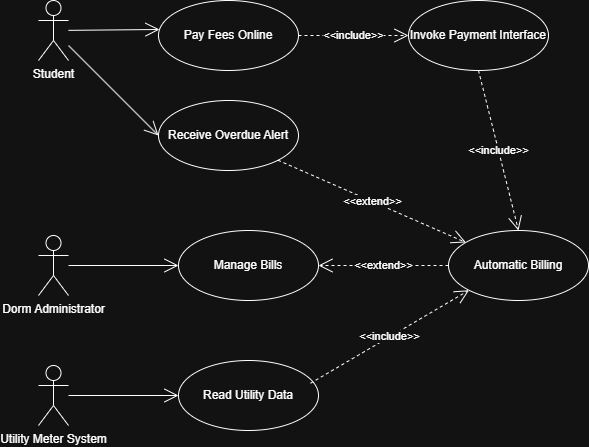 Pay Fees Online
<<include>>
Invoke Payment Interface
Student
Receive Overdue Alert
<<include>>
<<extend>>
Manage Bills
<<extend>>
Automatic Billing
Dorm Administrator
<<include>>
Read Utility Data
Utility Meter System